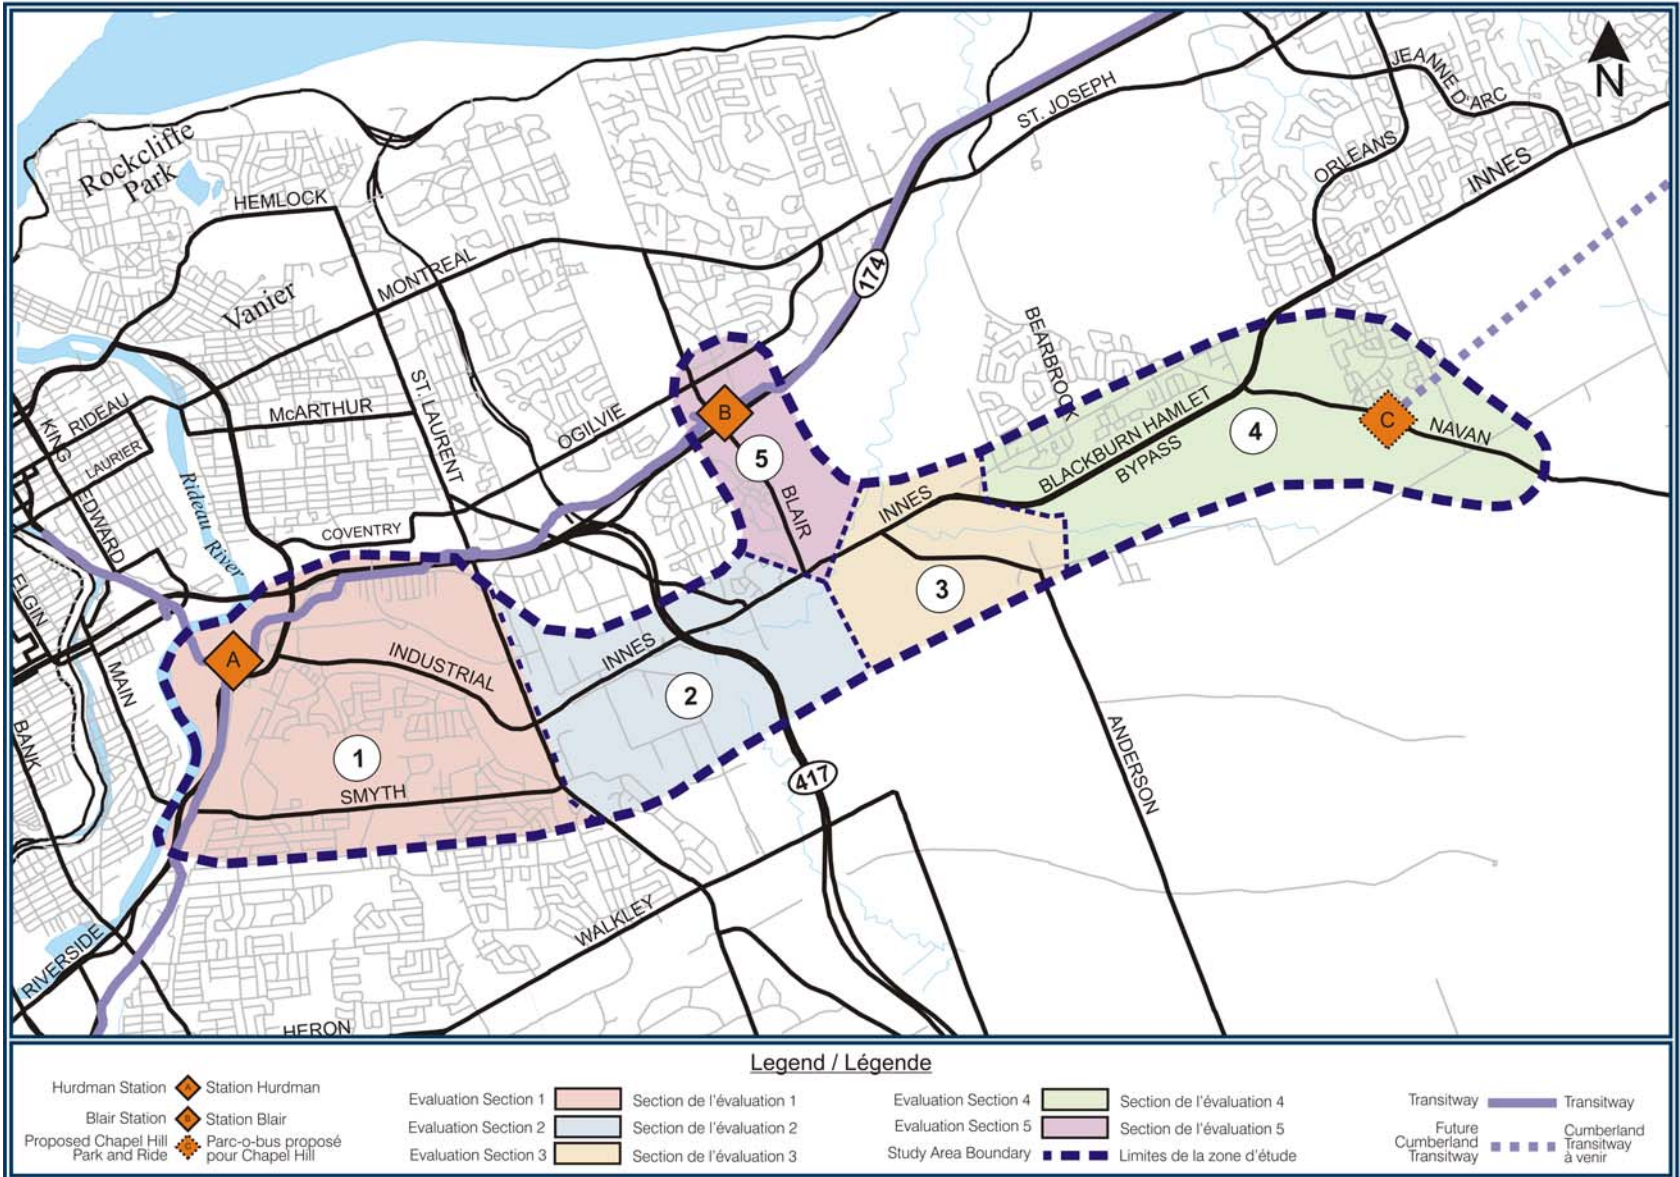 N
JEANNE D'ARC
ST. JOSEPH
ORLEANS
INNES
Rockcliffe
Park
HEMLOCK
MONTREAL
174
Vanier
BEARBROOK
ST. LAURENT
McARTHUR
RIDEAU
KING
EDWARD
LAURIER
OGILVIE
B
5
BLAIR
C
NAVAN
4
BLACKBURN HAMLET
BYPASS
INNES
Rideau
River
COVENTRY
ELGIN
3
A
INDUSTRIAL
INNES
MAIN
2
BANK
1
SMYTH
417
ANDERSON
WALKLEY
RIVERSIDE
HERON
Legend / Légende
Hurdman Station A Station Hurdman
Blair Station B Station Blair
Proposed Chapel Hill
Park and Ride
C
Parc-o-bus proposé
pour Chapel Hill
Evaluation Section 1 Section de l'évaluation 1
Evaluation Section 2 Section de l'évaluation 2
Evaluation Section 3 Section de l'évaluation 3
Evaluation Section 4 Section de l'évaluation 4
Evaluation Section 5 Section de l'évaluation 5
Study Area Boundary Limites de la zone d'étude
Transitway Transitway
Future
Cumberland
Transitway
Cumberland
Transitway
à venir